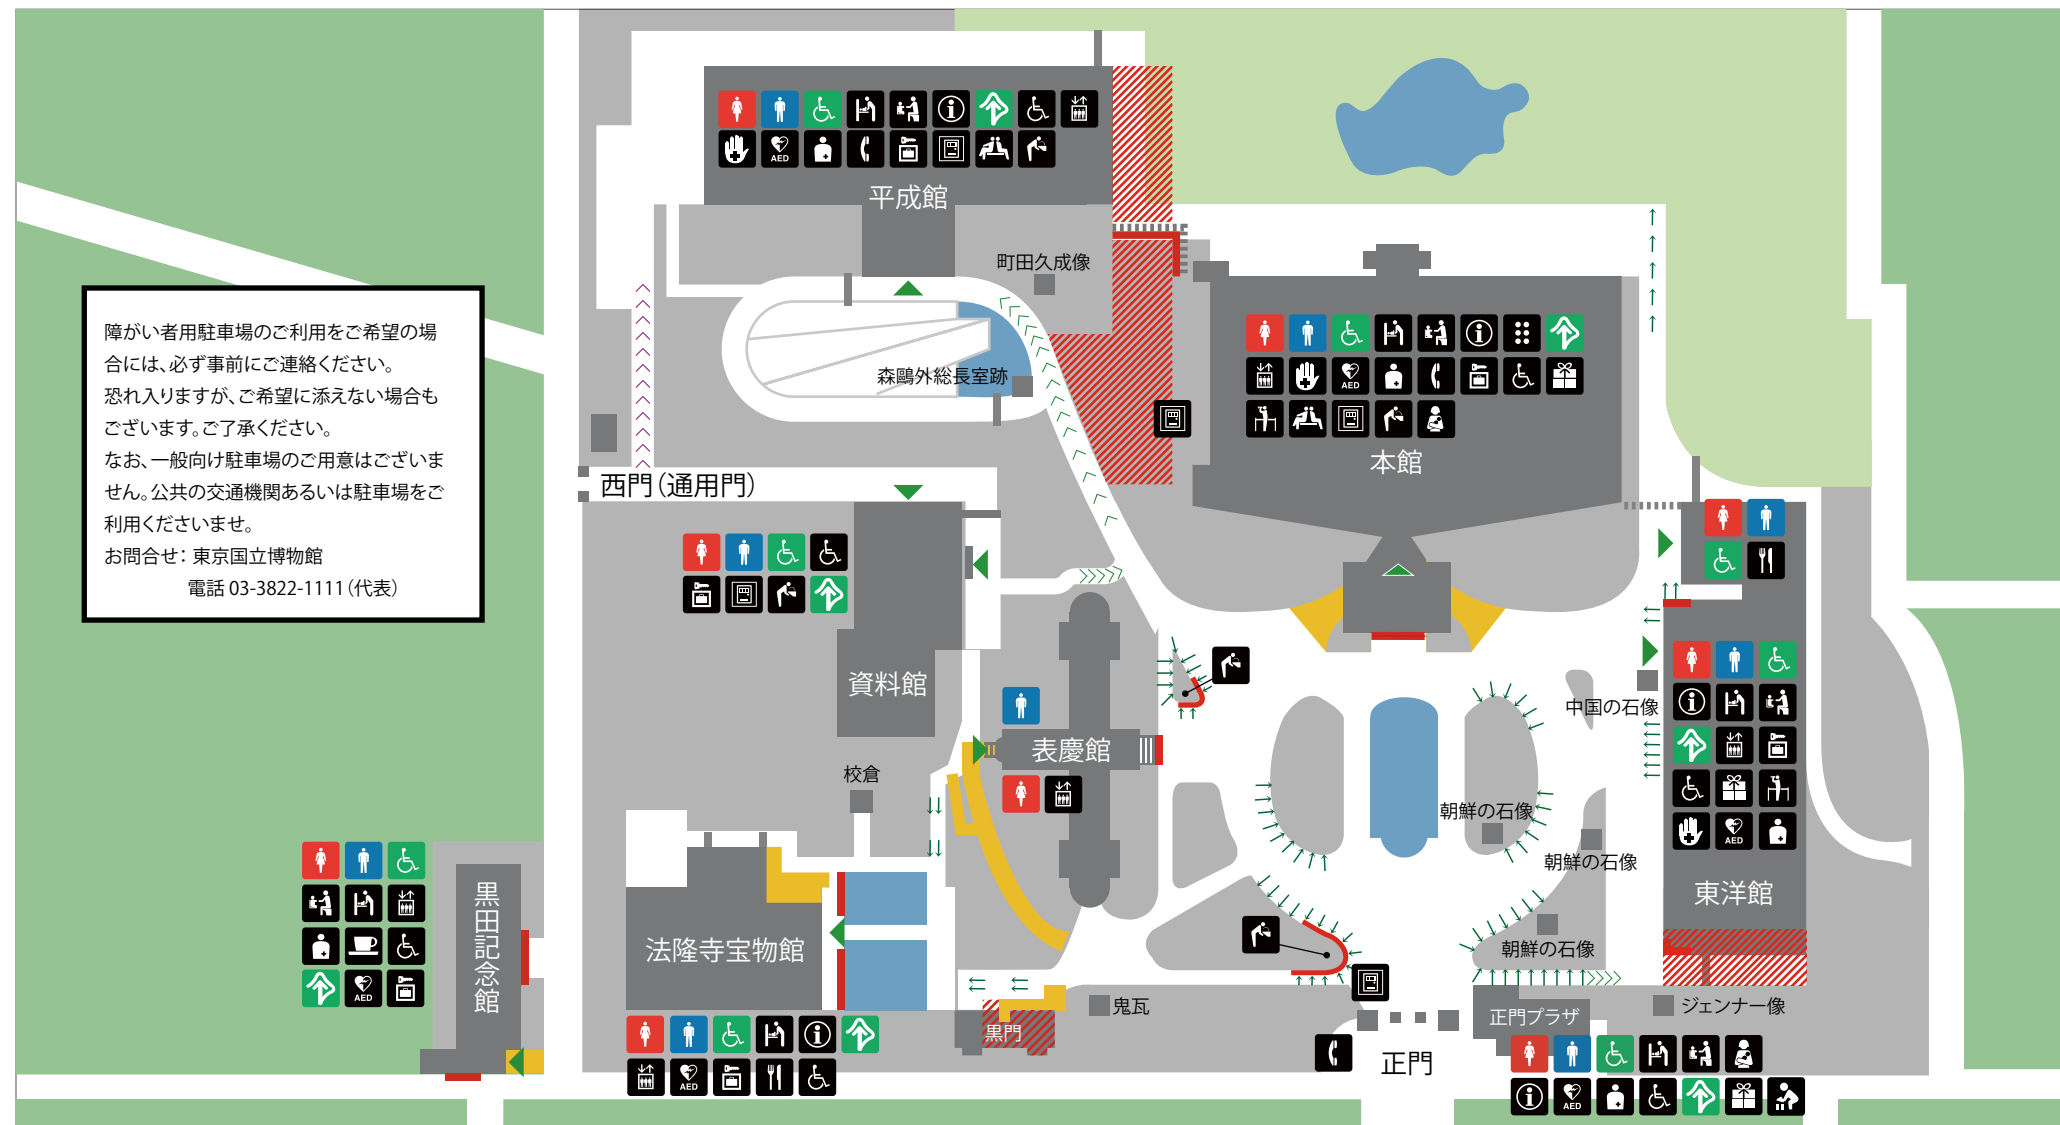 平成館
AED
町田久成像
障がい者用駐車場のご利用をご希望の場
合には、必ず事前にご連絡ください。
恐れ入りますが、ご希望に添えない場合も
ございます。ご了承ください。
なお、一般向け駐車場のご用意はございま
せん。公共の交通機関あるいは駐車場をご
利用くださいませ。
お問合せ：東京国立博物館
電話 03-3822-1111（代表）
森鷗外総長室跡
AED
本館
西門（通用門）
資料館
中国の石像
表慶館
校倉
朝鮮の石像
AED
朝鮮の石像
東洋館
黒田記念館
AED
法隆寺宝物館
朝鮮の石像
鬼瓦
黒門
正門プラザ
ジェンナー像
正門
AED
AED